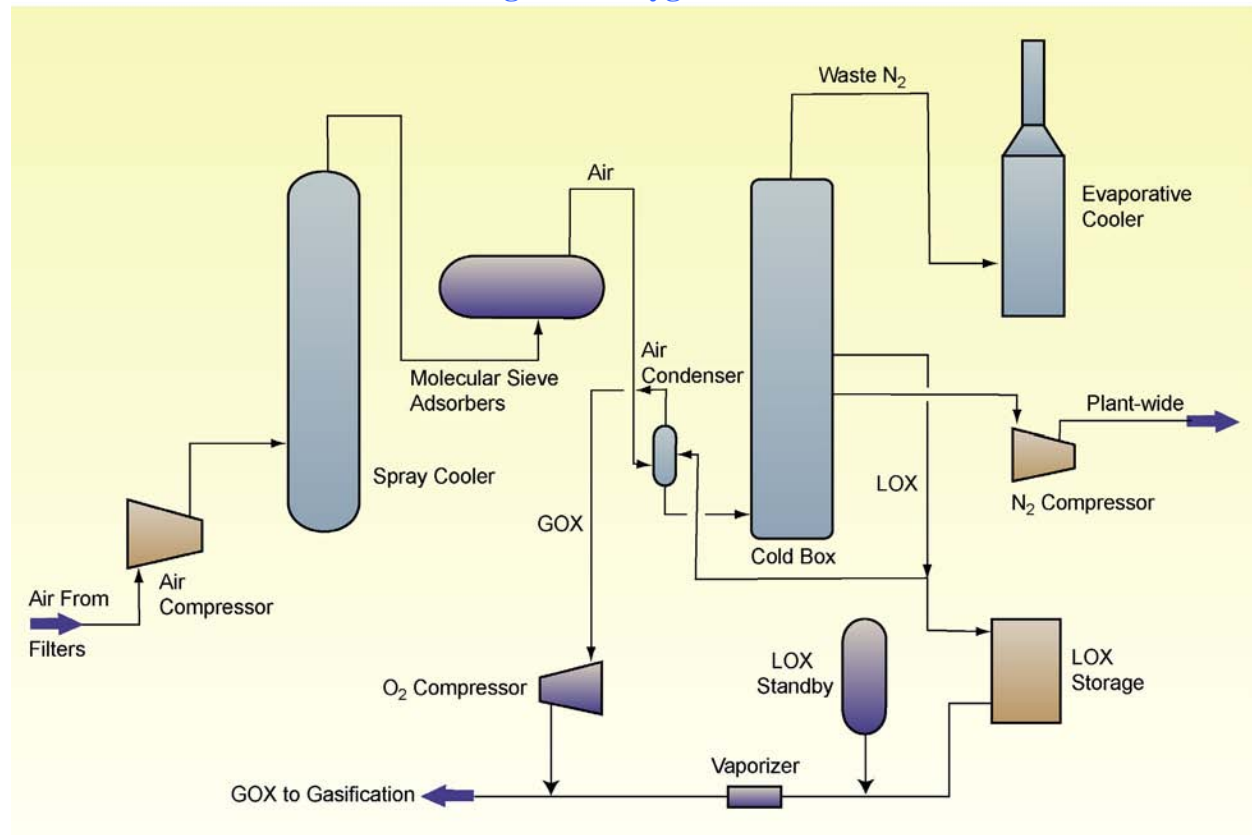 Waste N₂
Evaporative
Cooler
Air
Air
Condenser
Molecular Sieve
Adsorbers
Plant-wide
Spray Cooler
LOX
N₂ Compressor
GOX
Cold Box
Air
Compressor
Air From
Filters
LOX
Standby
LOX
Storage
O₂ Compressor
Vaporizer
GOX to Gasification